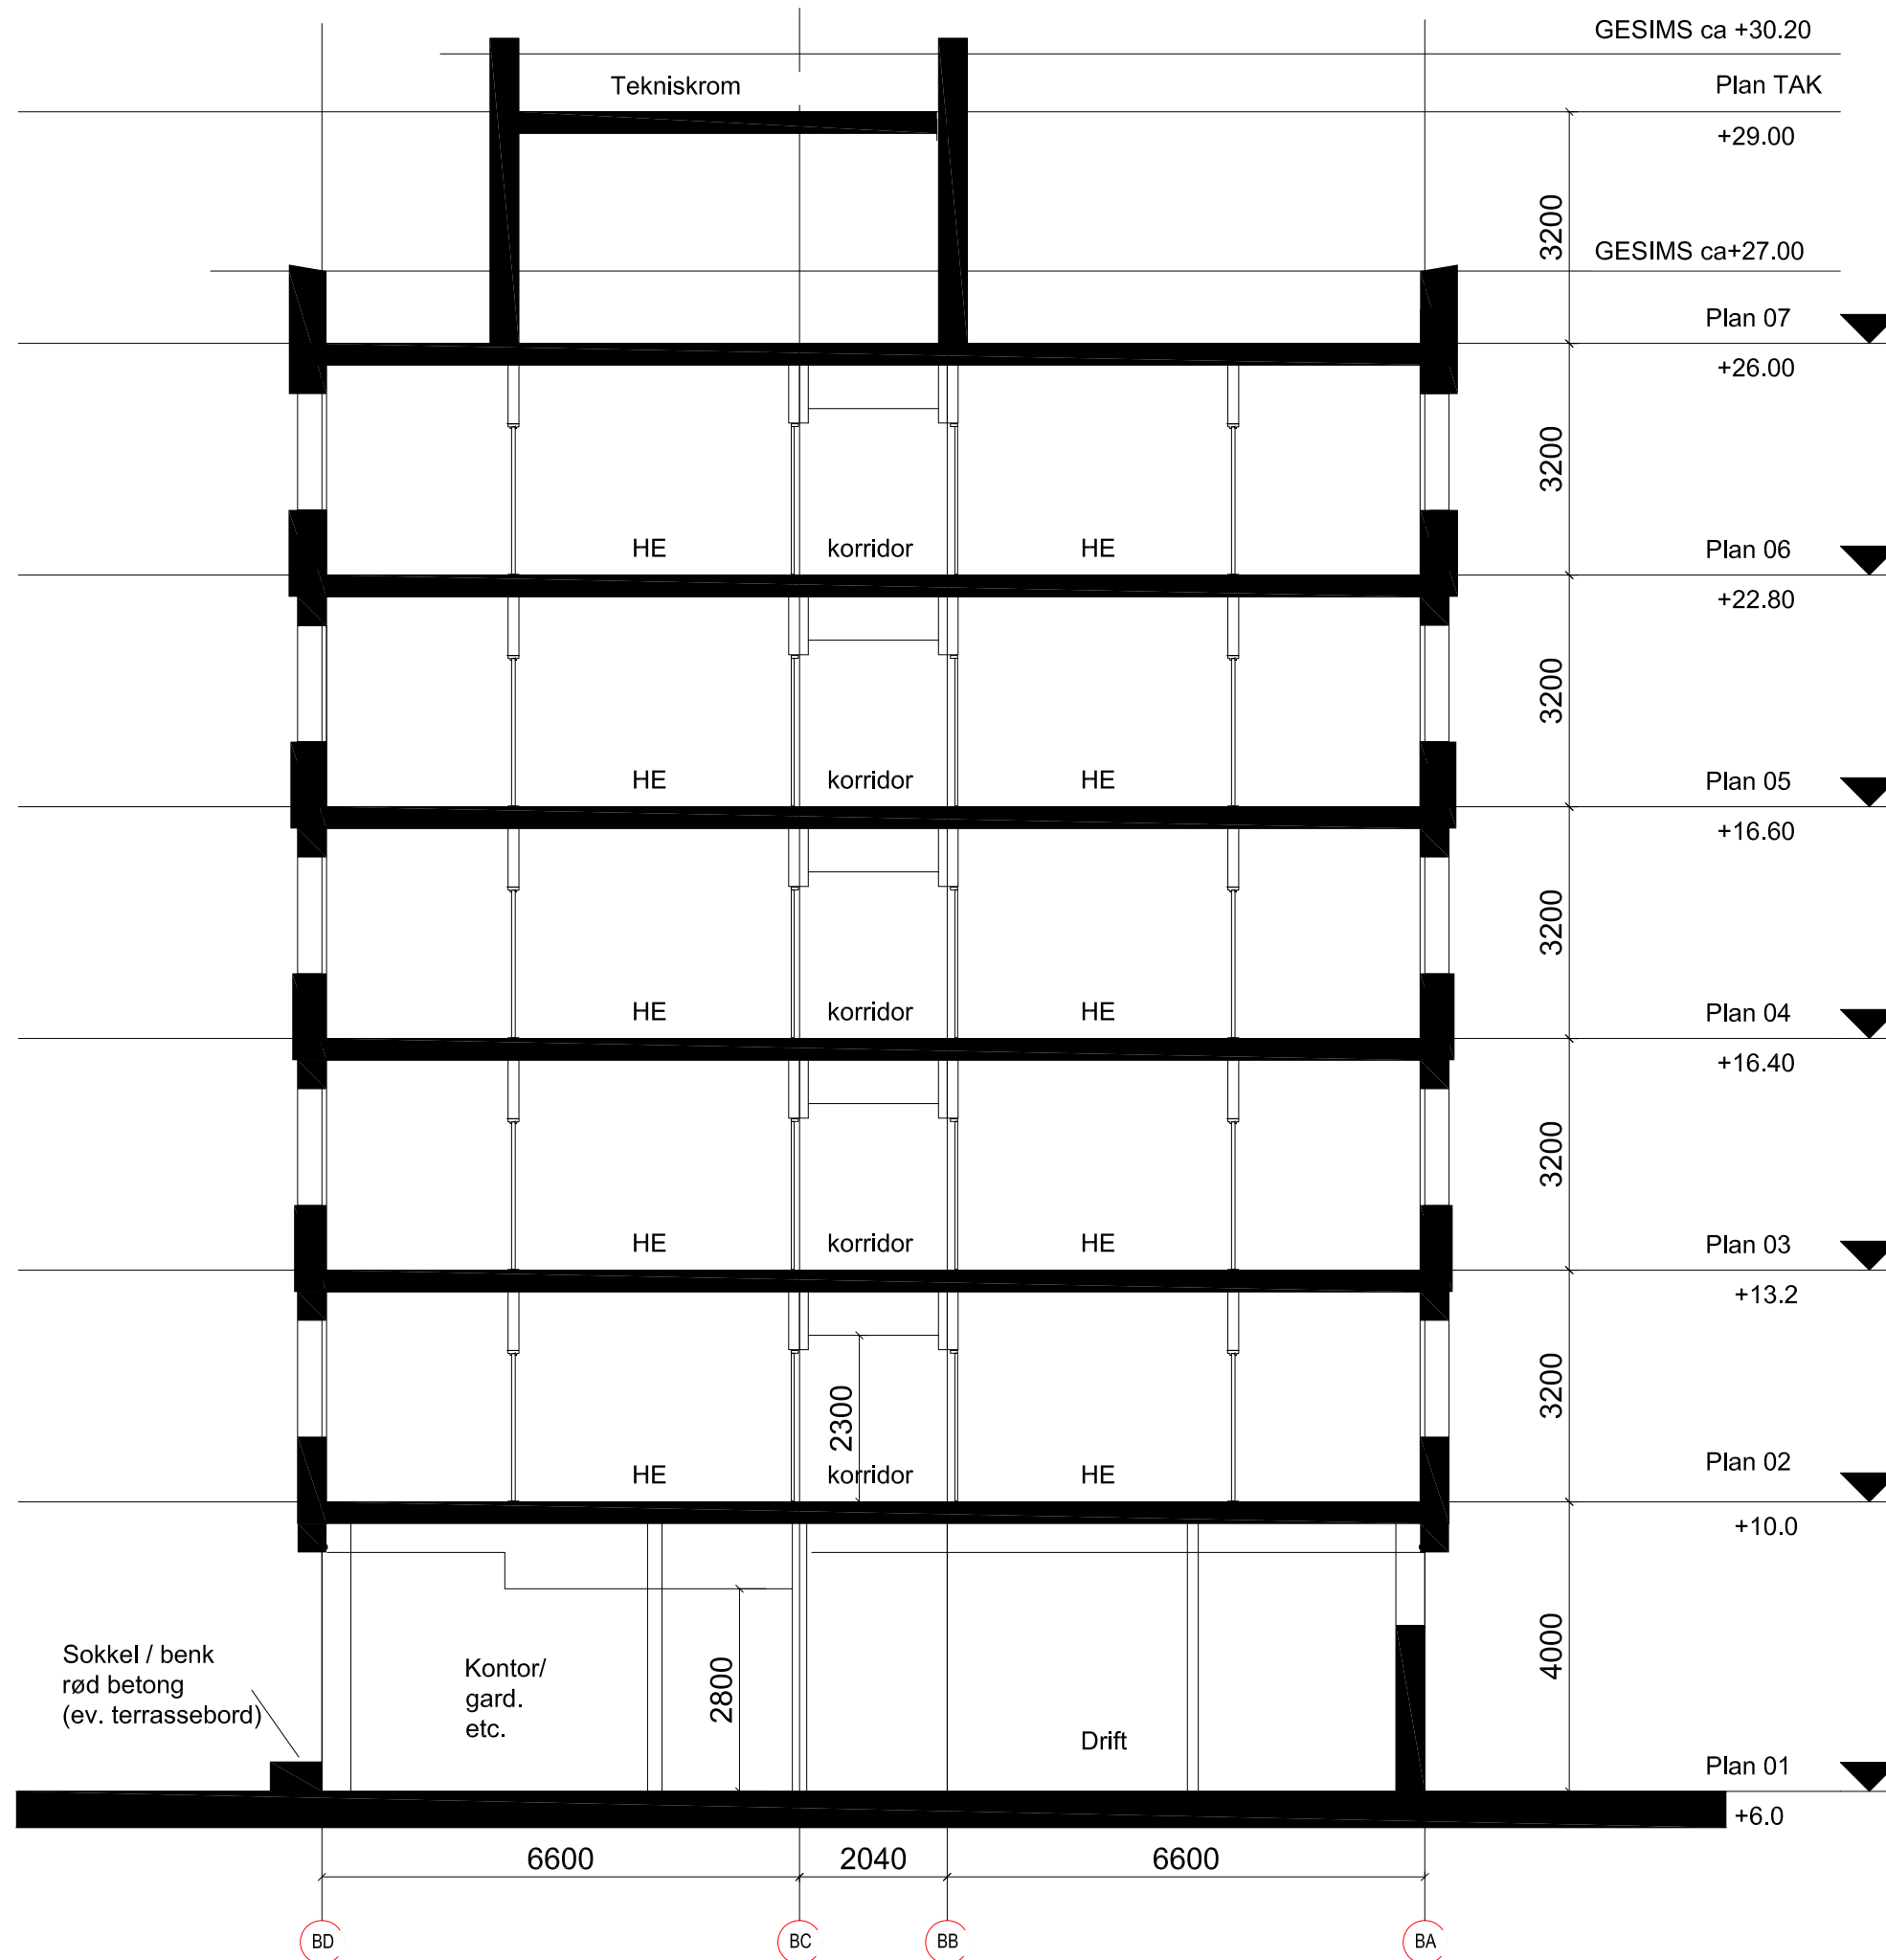 GESIMS ca +30.20
Tekniskrom
Plan TAK
+29.00
3200
GESIMS ca+27.00
Plan 07
+26.00
3200
HE
korridor
HE
Plan 06
+22.80
3200
HE
korridor
HE
Plan 05
+16.60
3200
HE
korridor
HE
Plan 04
+16.40
3200
HE
korridor
HE
Plan 03
+13.2
3200
2300
HE
korridor
HE
Plan 02
+10.0
4000
Sokkel / benk
rød betong
(ev. terrassebord)
Kontor/
gard.
etc.
2800
Drift
Plan 01
+6.0
6600
2040
6600
BD
BC
BB
BA